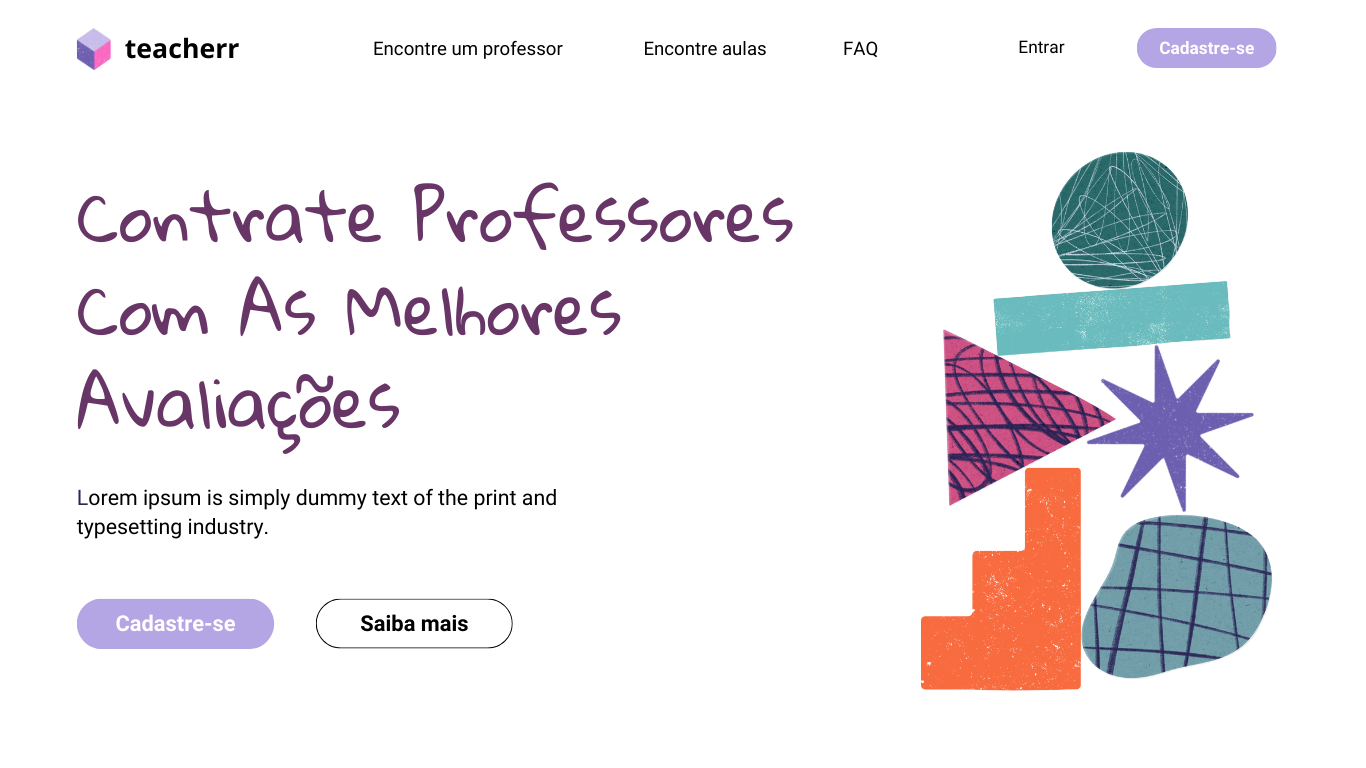 teacherr
Encontre um professor
Encontre aulas
FAQ
Entrar
Cadastre-se
Contrate Professores
Com As Melhores
Avaliações
Lorem ipsum is simply dummy text of the print and
typesetting industry.
Cadastre-se
Saiba mais